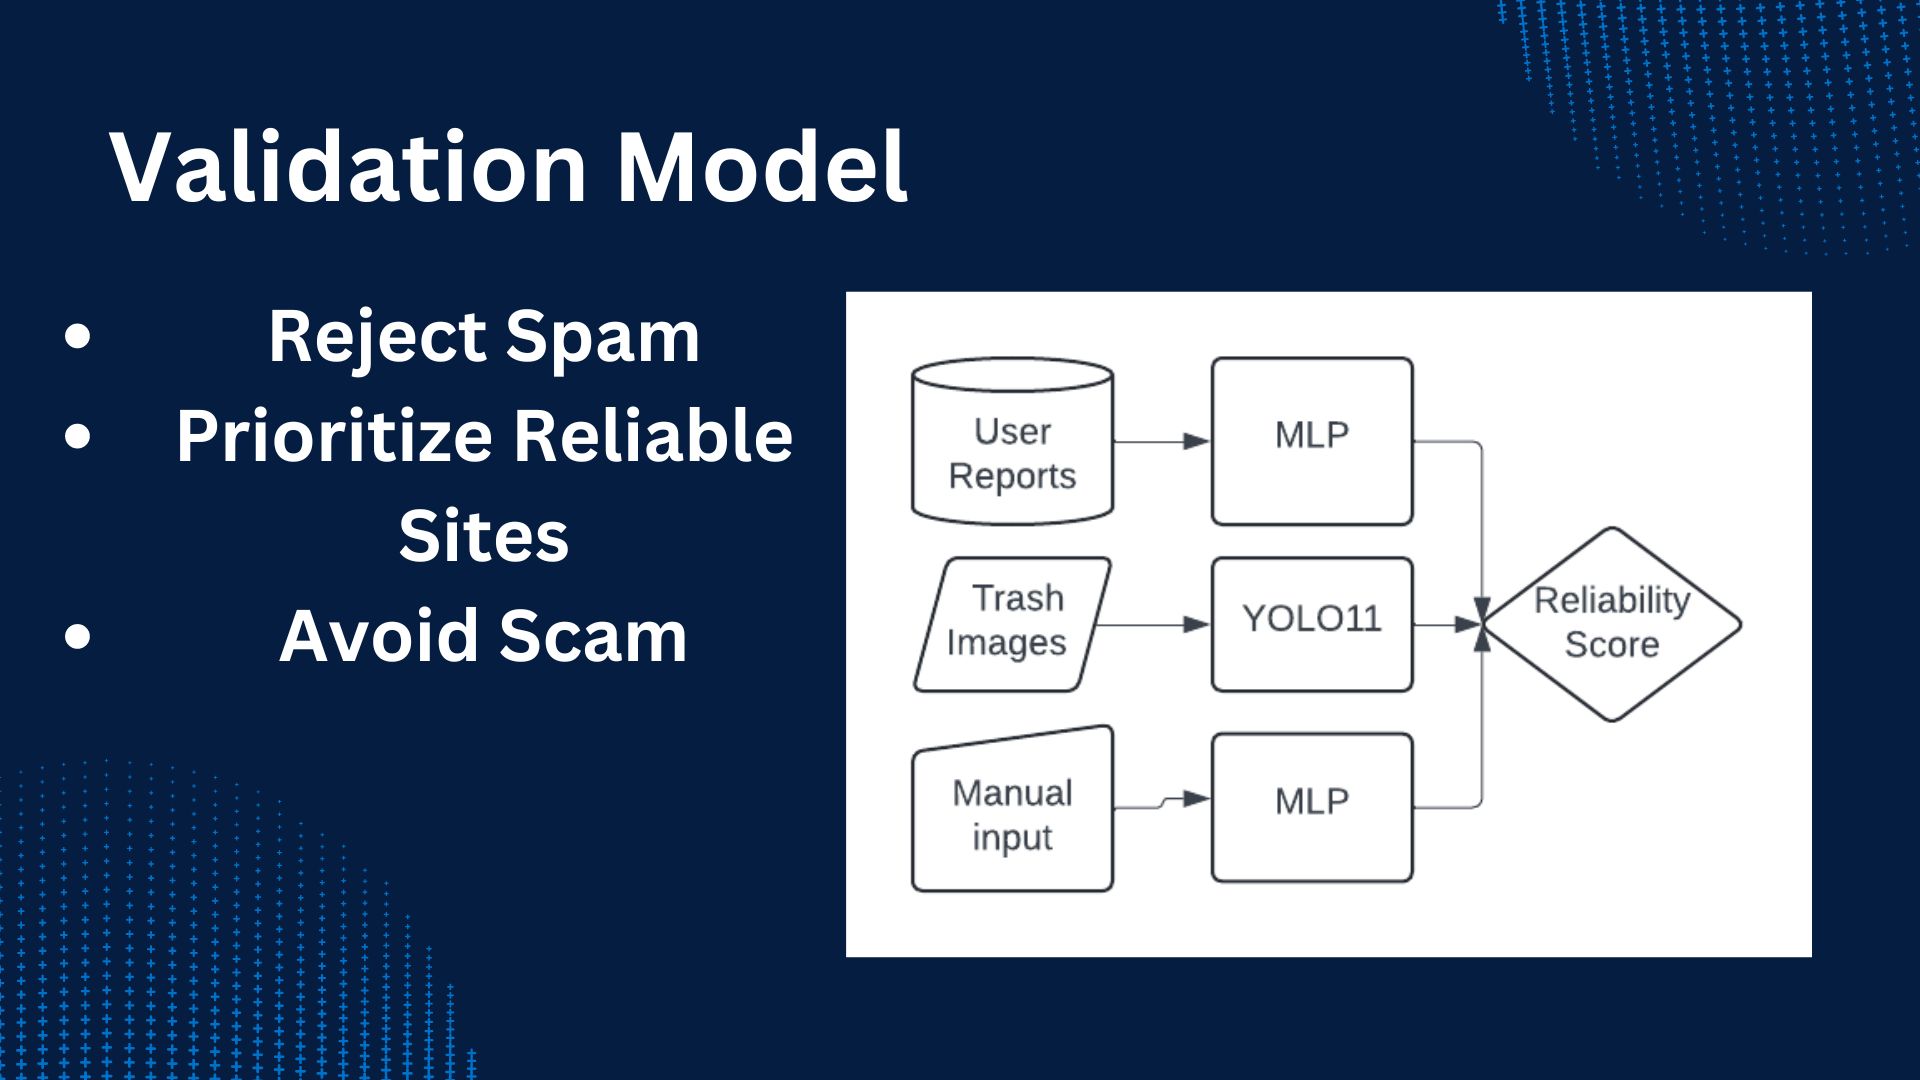 Validation Model
• Reject Spam
• Prioritize Reliable
Sites
• Avoid Scam
User
Reports
MLP
Trash
Images
YOLO11
Reliability
Score
Manual
input
MLP